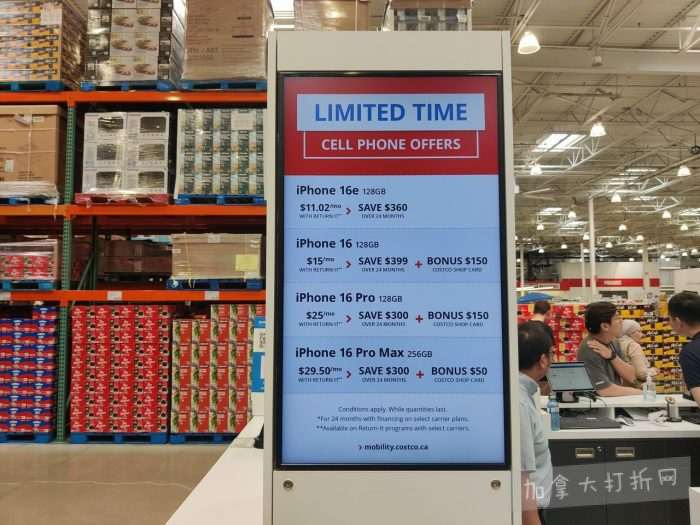 LIMITED TIME
CELL PHONE OFFERS
iPhone 16e 128GB
$11.02/mo > SAVE $360
WITH RETURN IT** OVER 24 MONTHS
iPhone 16 128GB
$15/mo > SAVE $399 + BONUS $150
WITH RETURN IT** OVER 24 MONTHS COSTCO SHOP CARD
iPhone 16 Pro 128GB
$25/mo > SAVE $300 + BONUS $150
WITH RETURN IT** OVER 24 MONTHS COSTCO SHOP CARD
iPhone 16 Pro Max 256GB
$29.50/mo > SAVE $300 + BONUS $50
WITH RETURN IT** OVER 24 MONTHS COSTCO SHOP CARD
Conditions apply. While quantities last.
*For 24 months with financing on select carrier plans.
**Available on Return-It programs with select carriers.
> mobility.costco.ca
加拿大打折网